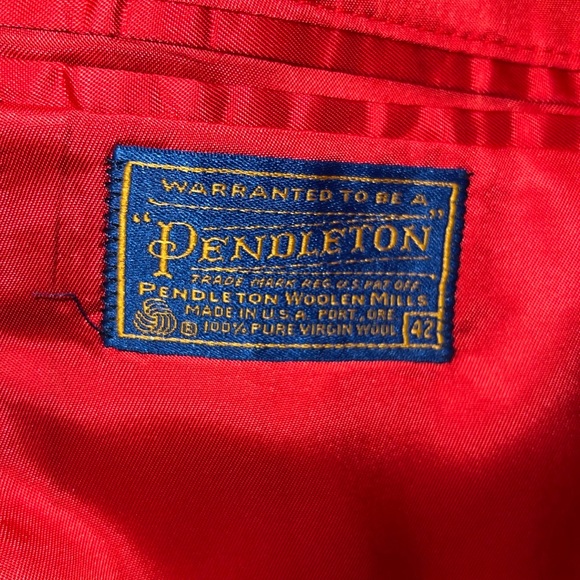 WARRANTED TO BE A
"PENDLETON"
TRADE MARK REG. U.S. PAT. OFF.
PENDLETON WOOLEN MILLS
MADE IN U.S.A. PORT., ORE.
® 100% PURE VIRGIN WOOL 42